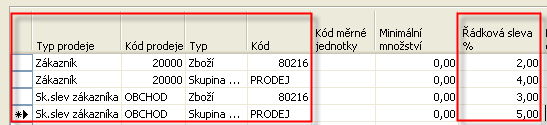 Typ prodeje Kód prodeje Typ Kód Kód měrné jednotky Minimální množství Řádková sleva %
Zákazník 20000 Zboží 80216 0,00 2,00
Zákazník 20000 Skupina ... PRODEJ 0,00 4,00
Sk.slev zákazníka OBCHOD Zboží 80216 0,00 3,00
Sk.slev zákazníka OBCHOD Skupina ... PRODEJ 0,00 5,00